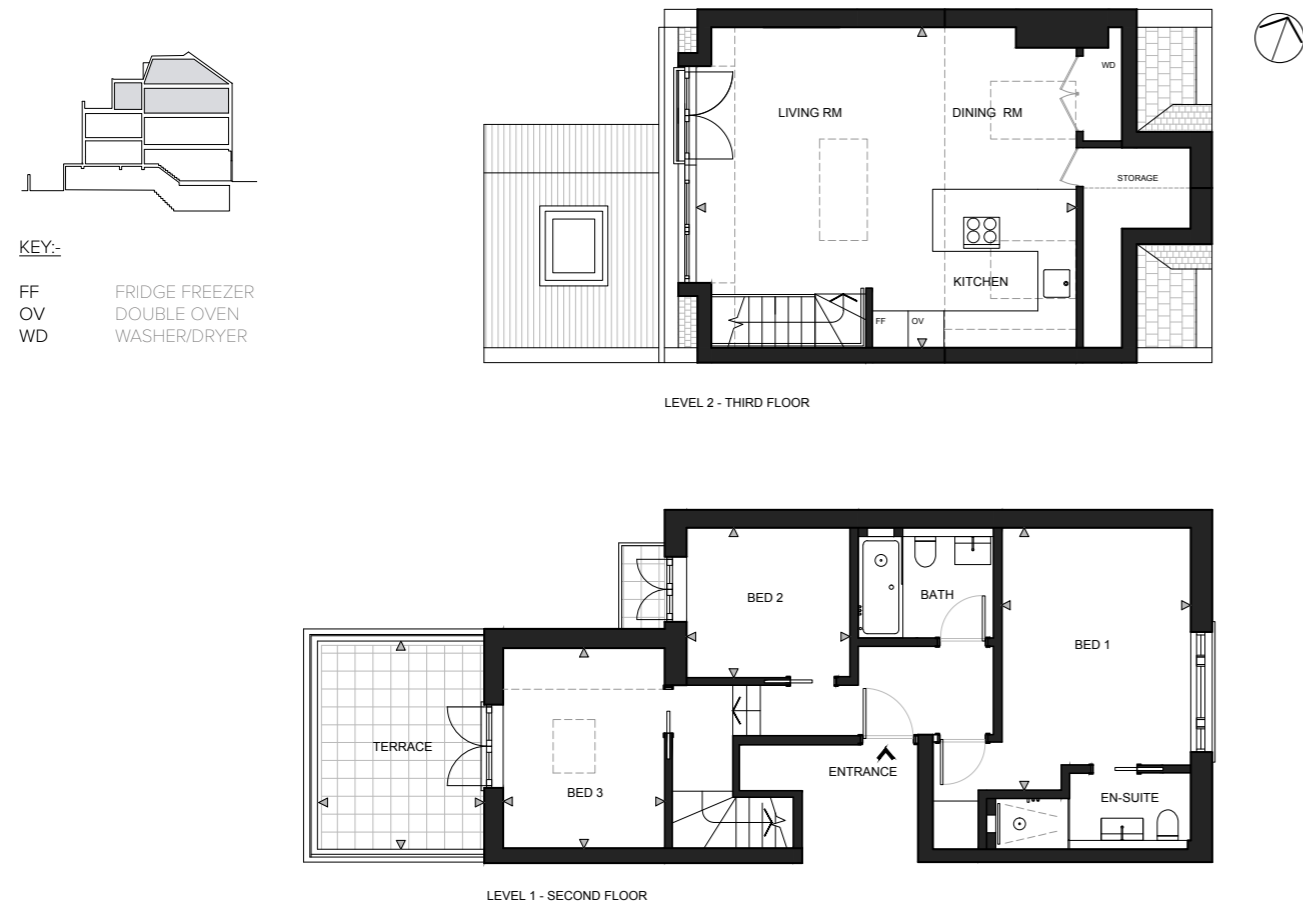 KEY:-
FF FRIDGE FREEZER
OV DOUBLE OVEN
WD WASHER/DRYER
LIVING RM
DINING RM
WD
STORAGE
KITCHEN
FF
OV
LEVEL 2 - THIRD FLOOR
BED 2
BATH
BED 1
TERRACE
BED 3
ENTRANCE
EN-SUITE
LEVEL 1 - SECOND FLOOR